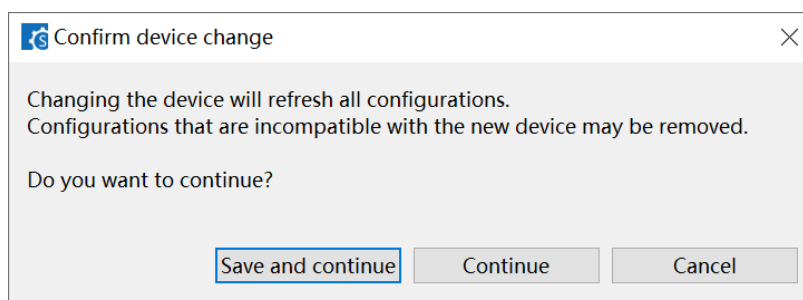 Confirm device change
Changing the device will refresh all configurations.
Configurations that are incompatible with the new device may be removed.
Do you want to continue?
Save and continue
Continue
Cancel